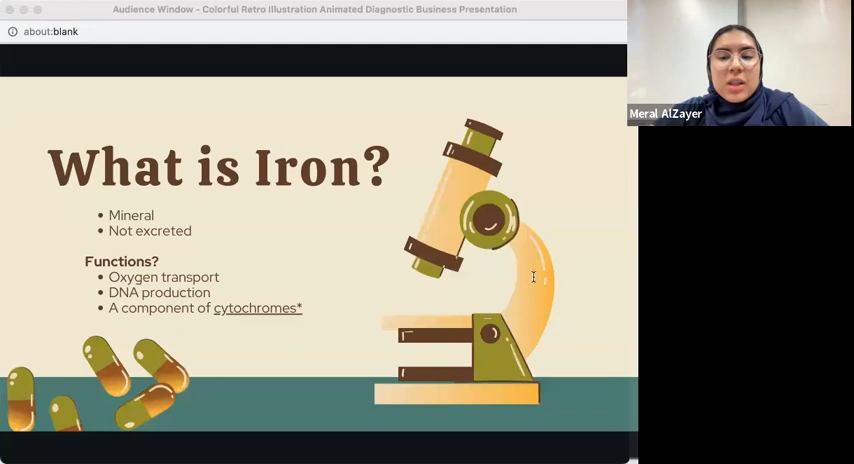 Audience Window - Colorful Retro Illustration Animated Diagnostic Business Presentation
about:blank
Meral AlZayer
What is Iron?
• Mineral
• Not excreted
Functions?
• Oxygen transport
• DNA production
• A component of cytochromes*